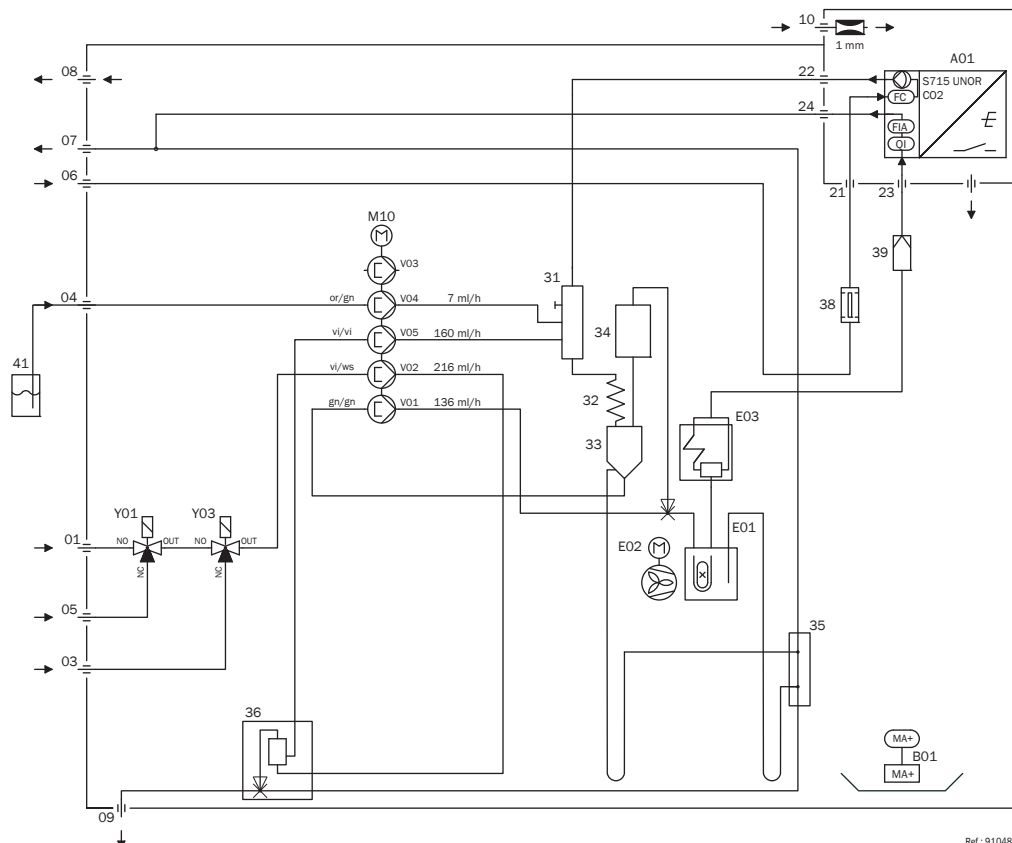 10
1 mm
A01
08
22
S715 UNOR
FC
CO2
24
FIA
07
QI
06
21
23
M10
39
V03
31
04
or/gn
V04
7 ml/h
38
34
vi/vi
V05
160 ml/h
41
vi/ws
V02
216 ml/h
32
gn/gn
V01
136 ml/h
E03
33
Y01
Y03
E01
01
NO
OUT
NO
OUT
E02
NC
NC
05
35
03
36
MA+
B01
MA+
09